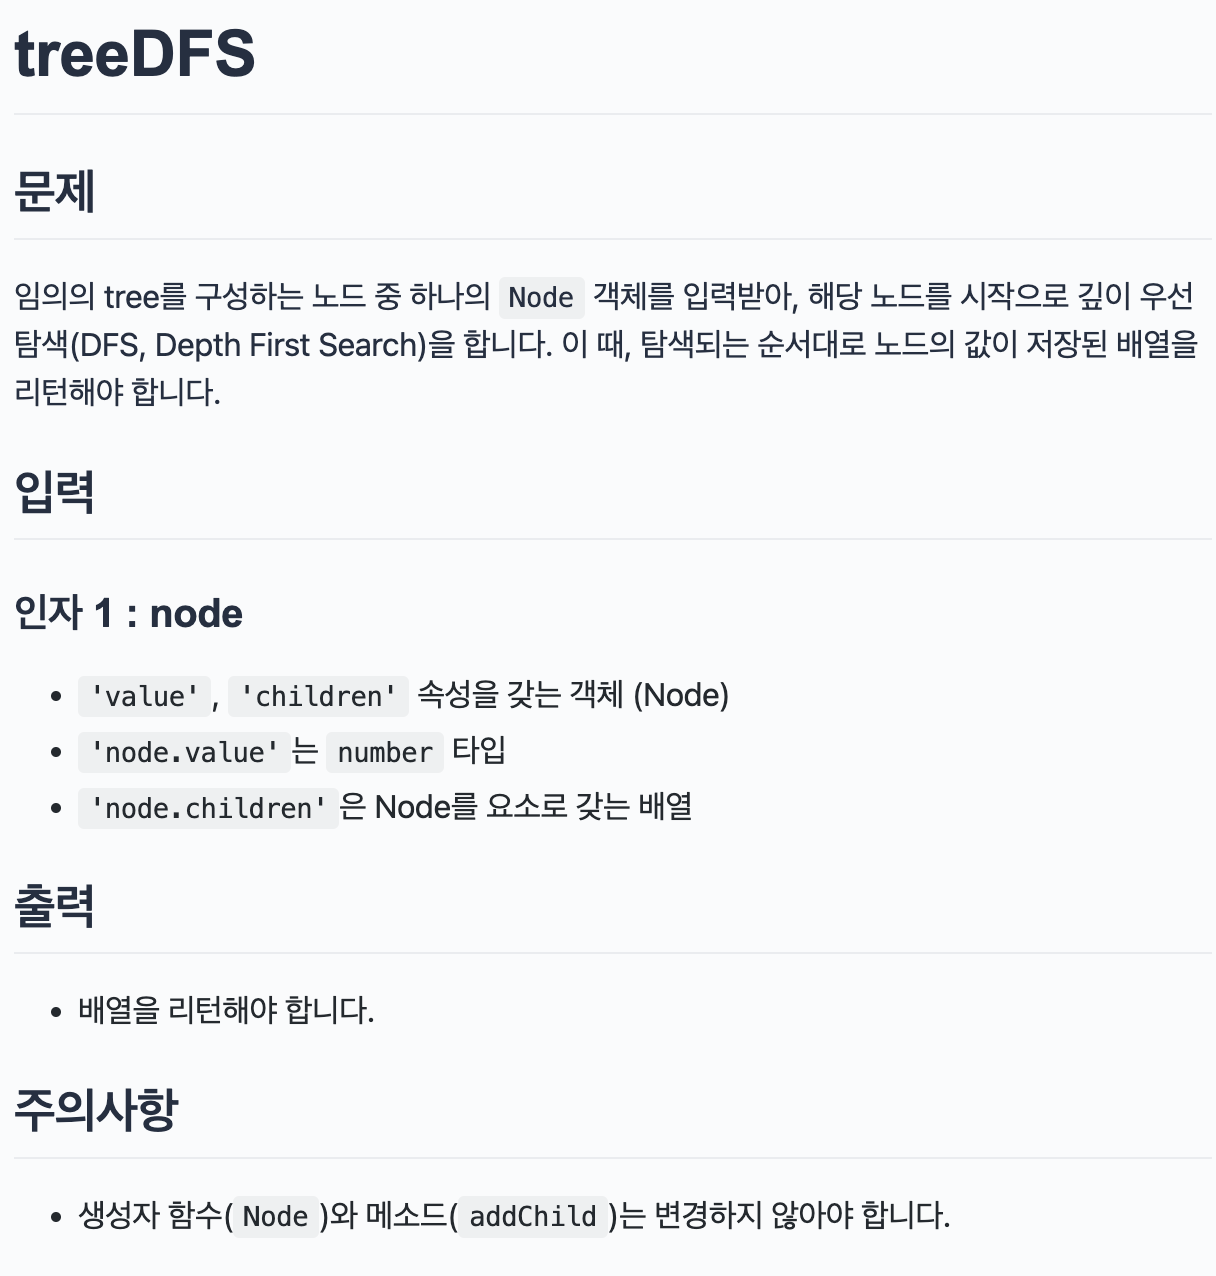 treeDFS
문제
임의의 tree를 구성하는 노드 중 하나의 Node 객체를 입력받아, 해당 노드를 시작으로 깊이 우선
탐색(DFS, Depth First Search)을 합니다. 이 때, 탐색되는 순서대로 노드의 값이 저장된 배열을
리턴해야 합니다.
입력
인자 1 : node
• 'value', 'children' 속성을 갖는 객체 (Node)
• 'node.value'는 number 타입
• 'node.children'은 Node를 요소로 갖는 배열
출력
• 배열을 리턴해야 합니다.
주의사항
• 생성자 함수(Node)와 메소드(addChild)는 변경하지 않아야 합니다.